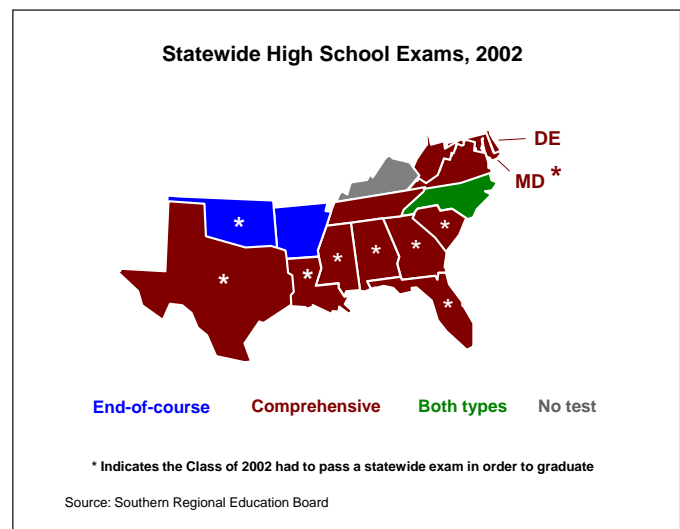 Statewide High School Exams, 2002
DE
MD *
*
*
*
*
*
*
*
*
End-of-course Comprehensive Both types No test
* Indicates the Class of 2002 had to pass a statewide exam in order to graduate
Source: Southern Regional Education Board